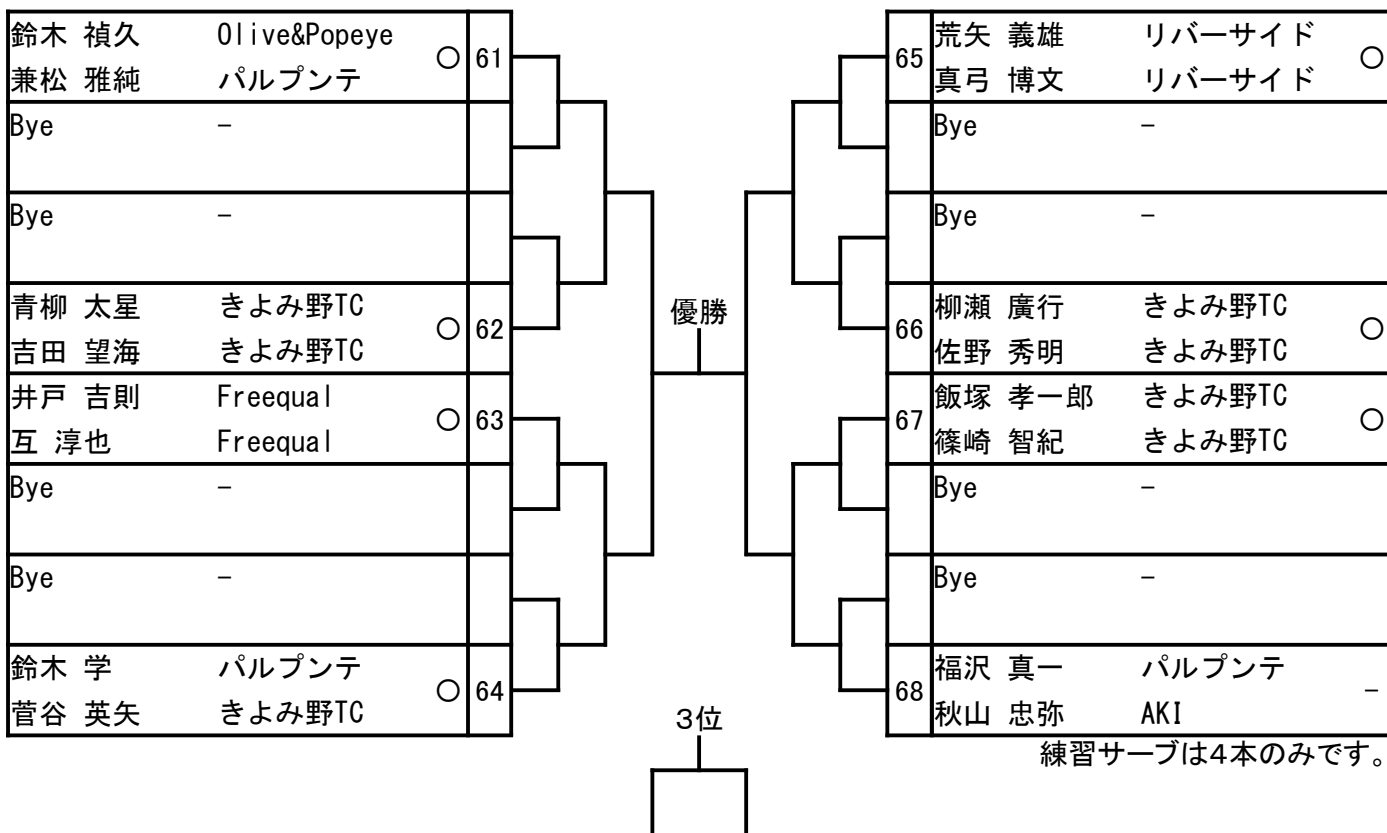 鈴木 禎久 Olive&Popeye
兼松 雅純 パルプンテ
○ 61
Bye -
Bye -
青柳 太星 きよみ野TC
吉田 望海 きよみ野TC
○ 62
井戸 吉則 Freequal
互 淳也 Freequal
○ 63
Bye -
Bye -
鈴木 学 パルプンテ
菅谷 英矢 きよみ野TC
○ 64
優勝
3位
65
荒矢 義雄 リバーサイド
真弓 博文 リバーサイド
○
Bye -
Bye -
66
柳瀬 廣行 きよみ野TC
佐野 秀明 きよみ野TC
○
67
飯塚 孝一郎 きよみ野TC
篠崎 智紀 きよみ野TC
○
Bye -
Bye -
68
福沢 真一 パルプンテ
秋山 忠弥 AKI
-
練習サーブは4本のみです。